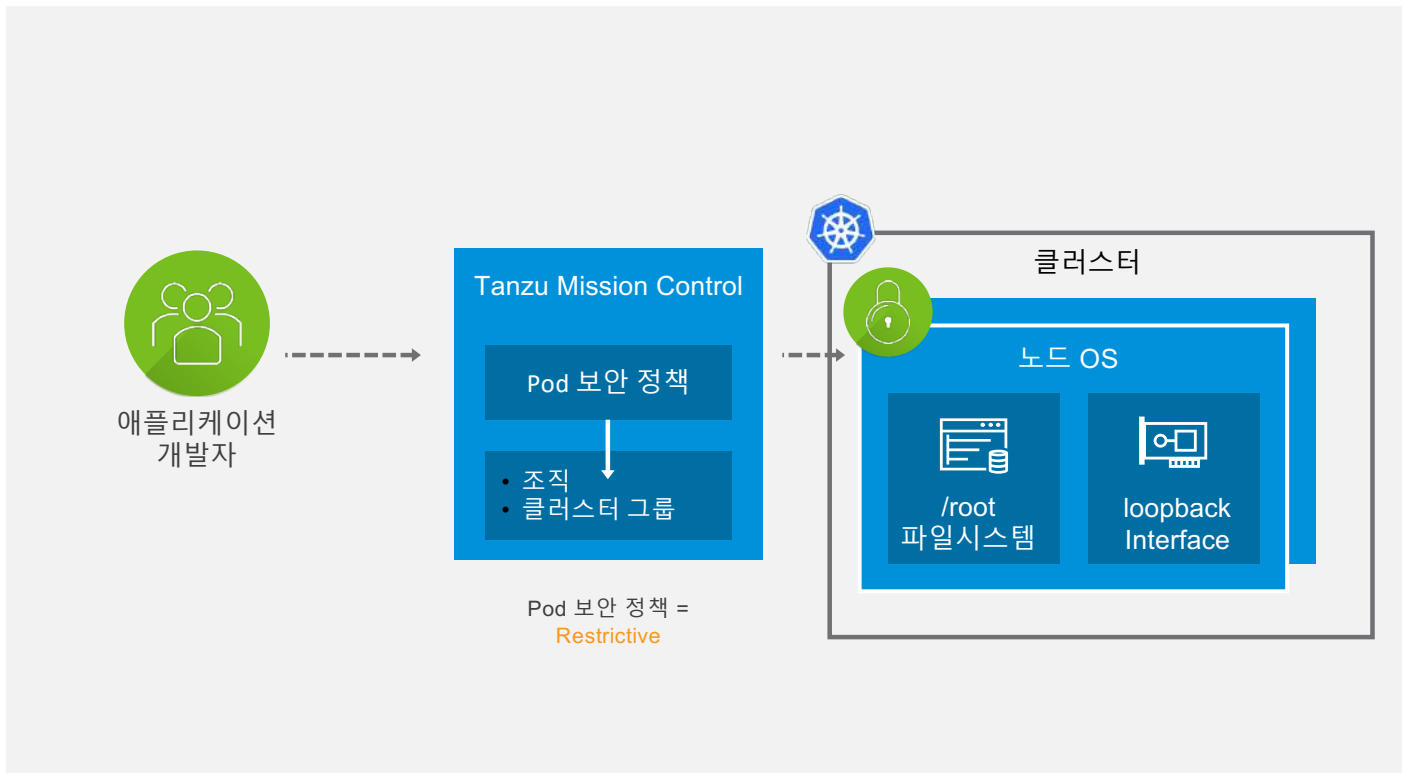 애플리케이션
개발자
Tanzu Mission Control
Pod 보안 정책
• 조직
• 클러스터 그룹
Pod 보안 정책 =
Restrictive
클러스터
노드 OS
/root
파일시스템
loopback
Interface